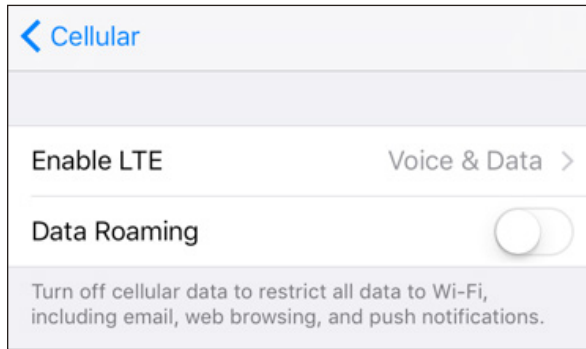 Cellular
Enable LTE Voice & Data
Data Roaming
Turn off cellular data to restrict all data to Wi-Fi,
including email, web browsing, and push notifications.